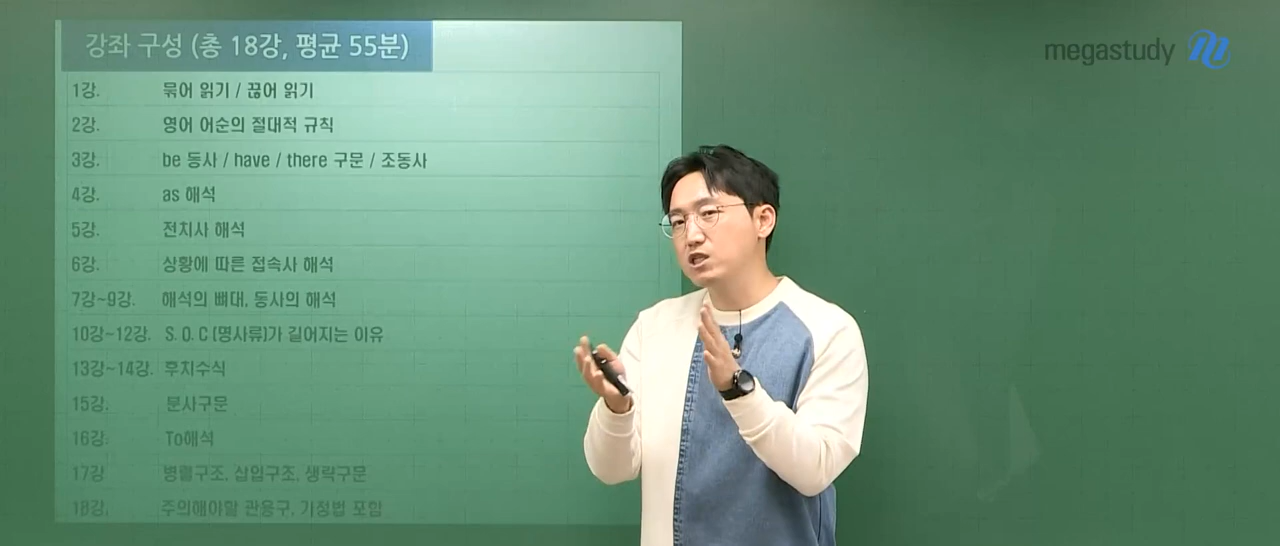 강좌 구성 (총 18강, 평균 55분)
megastudy
1강. 묶어 읽기 / 끊어 읽기
2강. 영어 어순의 절대적 규칙
3강. be 동사 / have / there 구문 / 조동사
4강. as 해석
5강. 전치사 해석
6강. 상황에 따른 접속사 해석
7강~9강. 해석의 뼈대, 동사의 해석
10강~12강. S. O. C (명사류)가 길어지는 이유
13강~14강. 후치수식
15강. 분사구문
16강. To해석
17강 병렬구조, 삽입구조, 생략구문
18강. 주의해야할 관용구, 가정법 포함